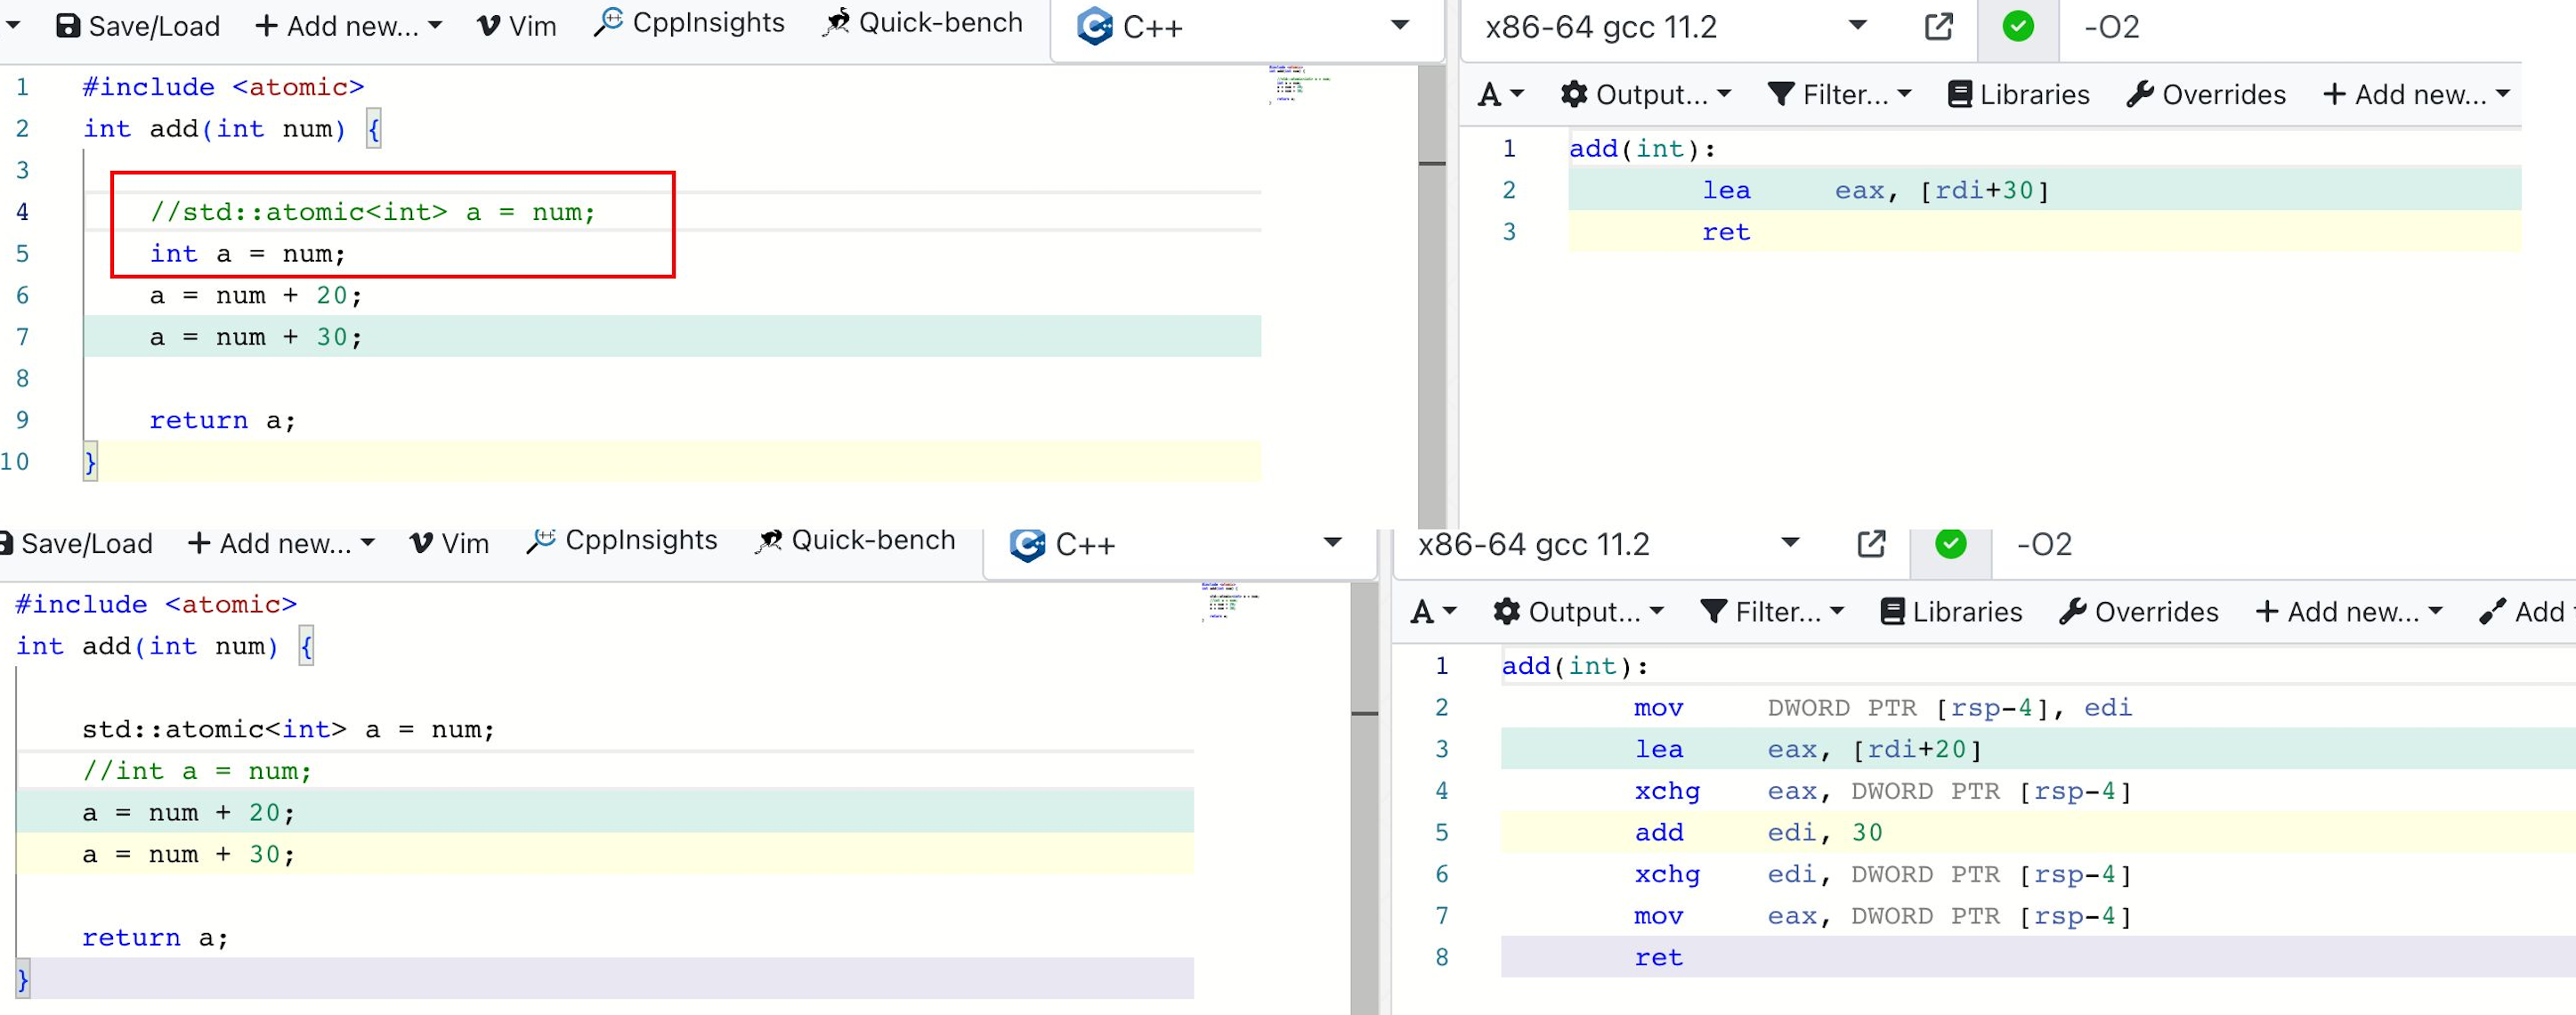 Save/Load + Add new... Vim CppInsights Quick-bench C++
x86-64 gcc 11.2 -O2
A Output... Filter... Libraries Overrides + Add new...
1 #include <atomic>
2 int add(int num) {
3
4 //std::atomic<int> a = num;
5 int a = num;
6 a = num + 20;
7 a = num + 30;
8
9 return a;
10 }
1 add(int):
2 lea eax, [rdi+30]
3 ret
Save/Load + Add new... Vim CppInsights Quick-bench C++
x86-64 gcc 11.2 -O2
A Output... Filter... Libraries Overrides + Add new... Add
#include <atomic>
int add(int num) {
std::atomic<int> a = num;
//int a = num;
a = num + 20;
a = num + 30;
return a;
}
1 add(int):
2 mov DWORD PTR [rsp-4], edi
3 lea eax, [rdi+20]
4 xchg eax, DWORD PTR [rsp-4]
5 add edi, 30
6 xchg edi, DWORD PTR [rsp-4]
7 mov eax, DWORD PTR [rsp-4]
8 ret